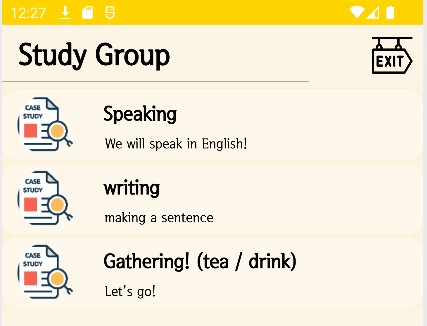 12:27
Study Group
EXIT
CASE
STUDY
Speaking
We will speak in English!
CASE
STUDY
writing
making a sentence
CASE
STUDY
Gathering! (tea / drink)
Let's go!